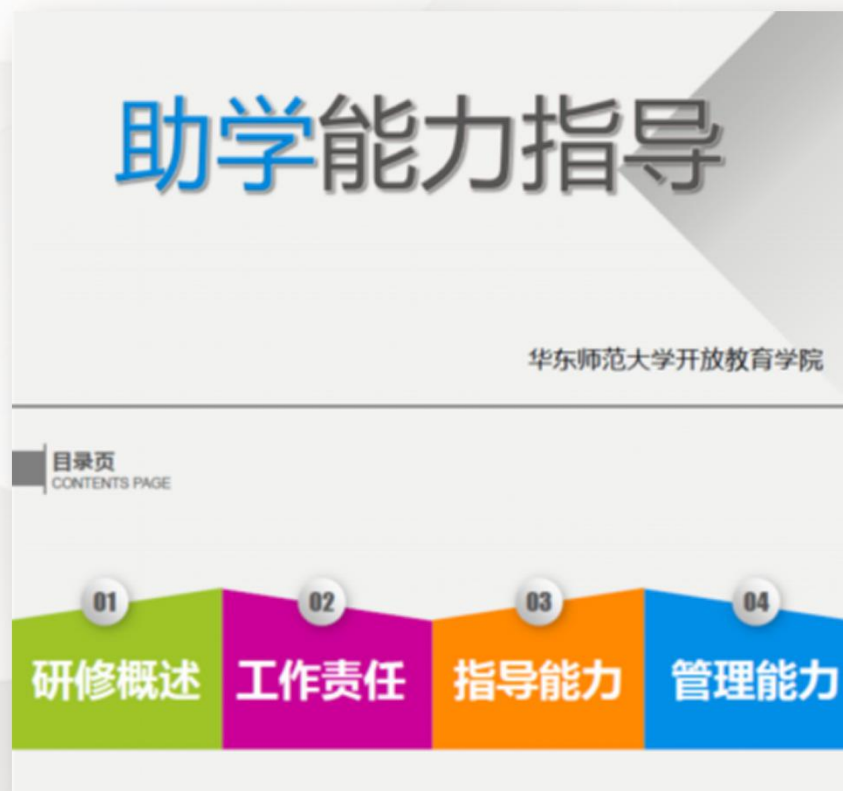 助学能力指导
华东师范大学开放教育学院
目录页
CONTENTS PAGE
01 02 03 04
研修概述 工作责任 指导能力 管理能力